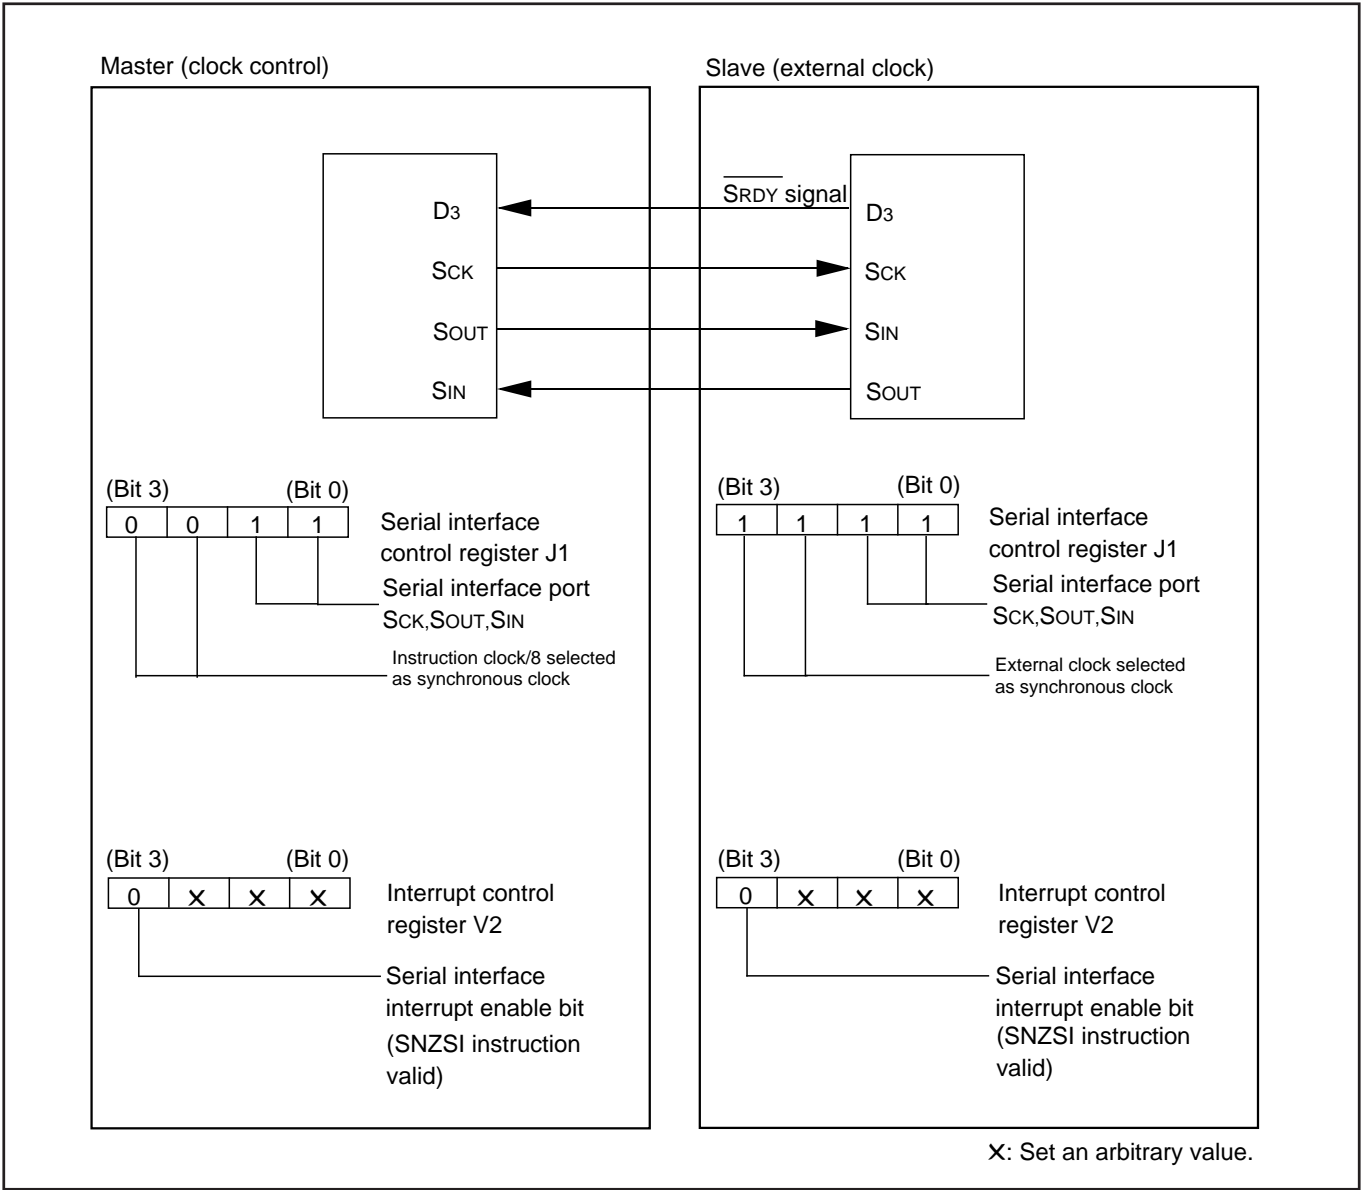 Master (clock control)
D3
SCK
SOUT
SIN
(Bit 3) (Bit 0)
0 0 1 1
Serial interface
control register J1
Serial interface port
SCK,SOUT,SIN
Instruction clock/8 selected
as synchronous clock
(Bit 3) (Bit 0)
0 × × ×
Interrupt control
register V2
Serial interface
interrupt enable bit
(SNZSI instruction
valid)
Slave (external clock)
SRDY signal
D3
SCK
SIN
SOUT
(Bit 3) (Bit 0)
1 1 1 1
Serial interface
control register J1
Serial interface port
SCK,SOUT,SIN
External clock selected
as synchronous clock
(Bit 3) (Bit 0)
0 × × ×
Interrupt control
register V2
Serial interface
interrupt enable bit
(SNZSI instruction
valid)
×: Set an arbitrary value.